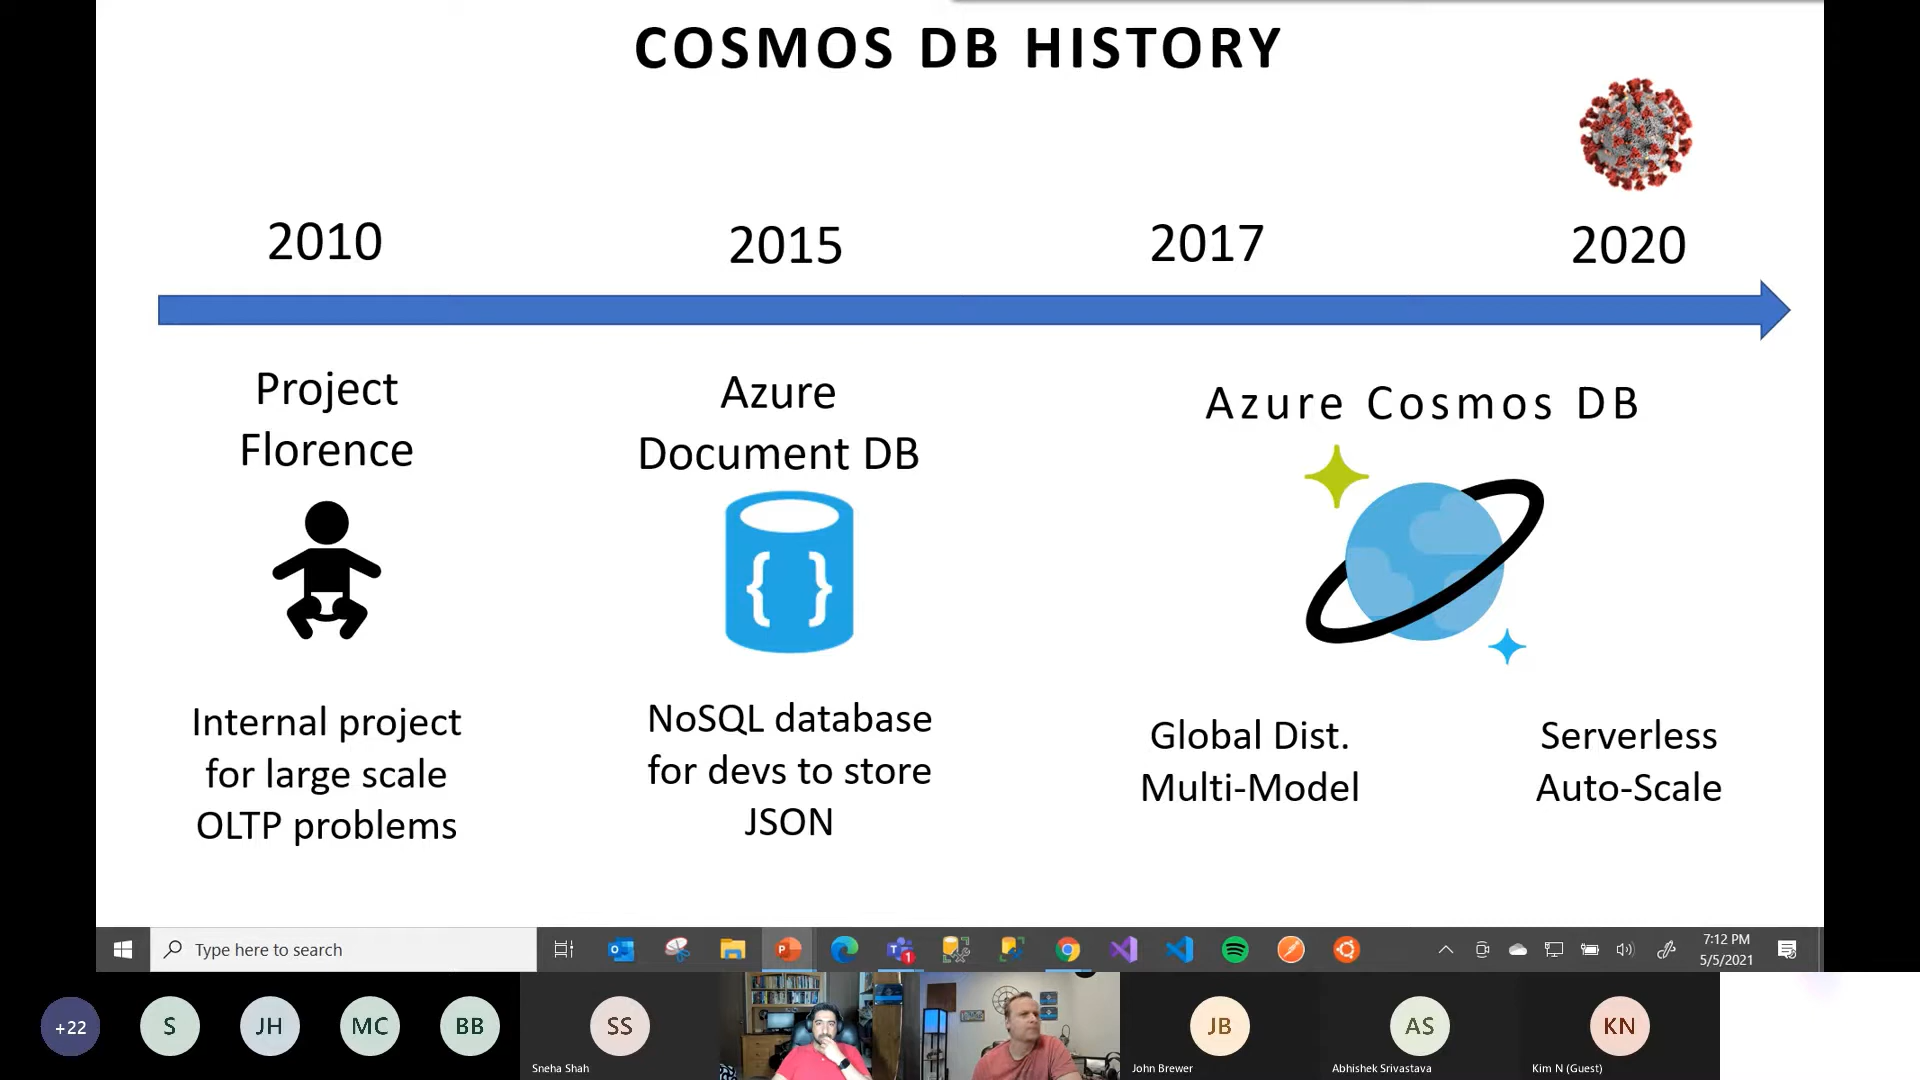 COSMOS DB HISTORY
2010
2015
2017
2020
Project
Florence
Azure
Document DB
Azure Cosmos DB
{ }
Internal project
for large scale
OLTP problems
NoSQL database
for devs to store
JSON
Global Dist.
Multi-Model
Serverless
Auto-Scale
Type here to search
1
7:12 PM
5/5/2021
+22
S
JH
MC
BB
SS
Sneha Shah
JB
John Brewer
AS
Abhishek Srivastava
KN
Kim N (Guest)